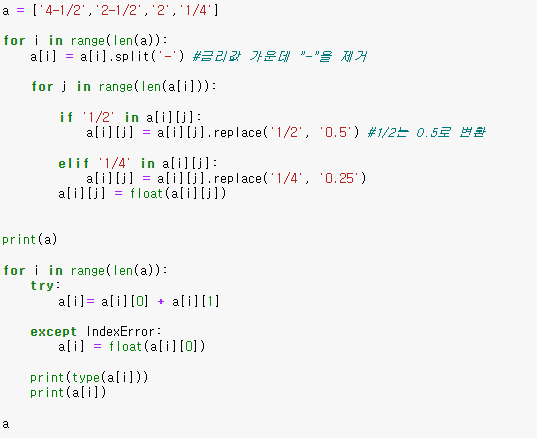 a = ['4-1/2','2-1/2','2','1/4']
for i in range(len(a)):
    a[i] = a[i].split('-') #금리값 가운데 "-"을 제거
    for j in range(len(a[i])):
        if '1/2' in a[i][j]:
            a[i][j] = a[i][j].replace('1/2', '0.5') #1/2는 0.5로 변환
        elif '1/4' in a[i][j]:
            a[i][j] = a[i][j].replace('1/4', '0.25')
        a[i][j] = float(a[i][j])
print(a)
for i in range(len(a)):
    try:
        a[i]= a[i][0] + a[i][1]
    except IndexError:
        a[i] = float(a[i][0])
    print(type(a[i]))
    print(a[i])
a